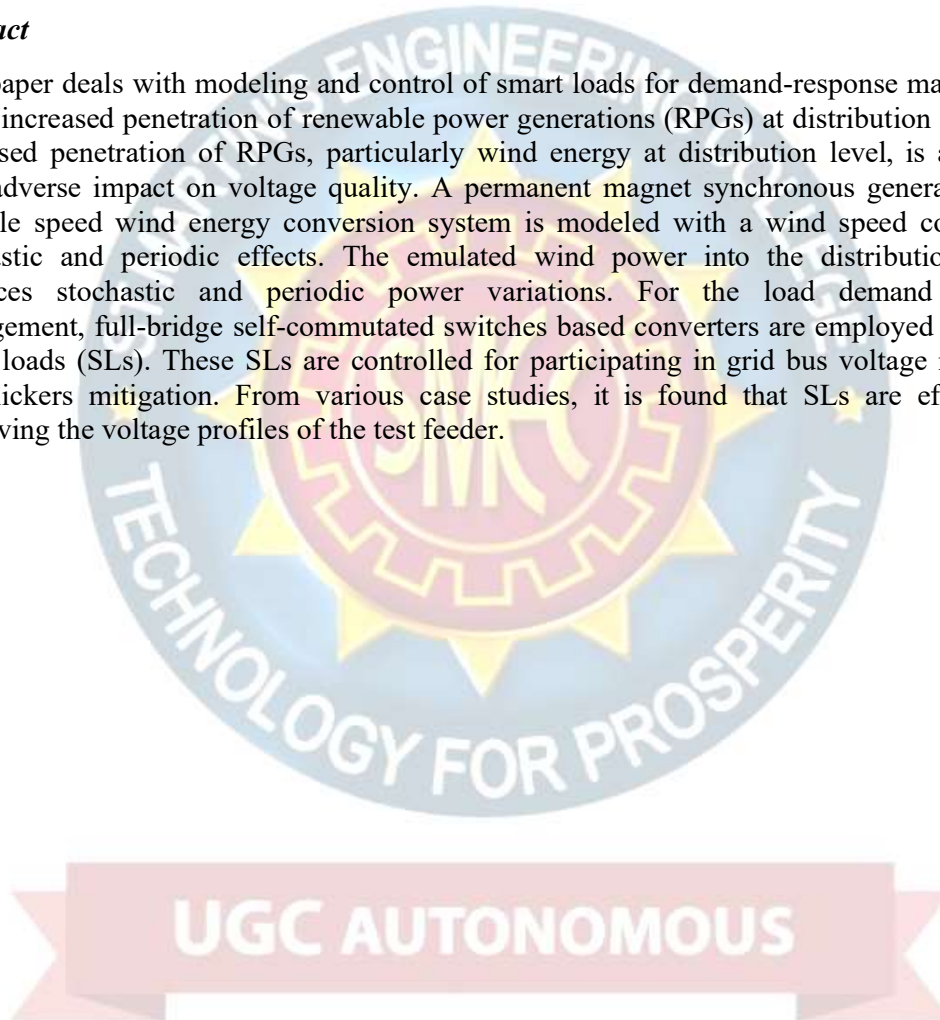 act
paper deals with modeling and control of smart loads for demand-response ma
increased penetration of renewable power generations (RPGs) at distribution
sed penetration of RPGs, particularly wind energy at distribution level, is a
adverse impact on voltage quality. A permanent magnet synchronous genera
le speed wind energy conversion system is modeled with a wind speed co
stic and periodic effects. The emulated wind power into the distributio
ces stochastic and periodic power variations. For the load demand
gement, full-bridge self-commutated switches based converters are employed
loads (SLs). These SLs are controlled for participating in grid bus voltage
lickers mitigation. From various case studies, it is found that SLs are ef
ving the voltage profiles of the test feeder.
ST. MARTIN'S ENGINEERING COLLEGE
SMEC
TECHNOLOGY FOR PROSPERITY
UGC AUTONOMOUS